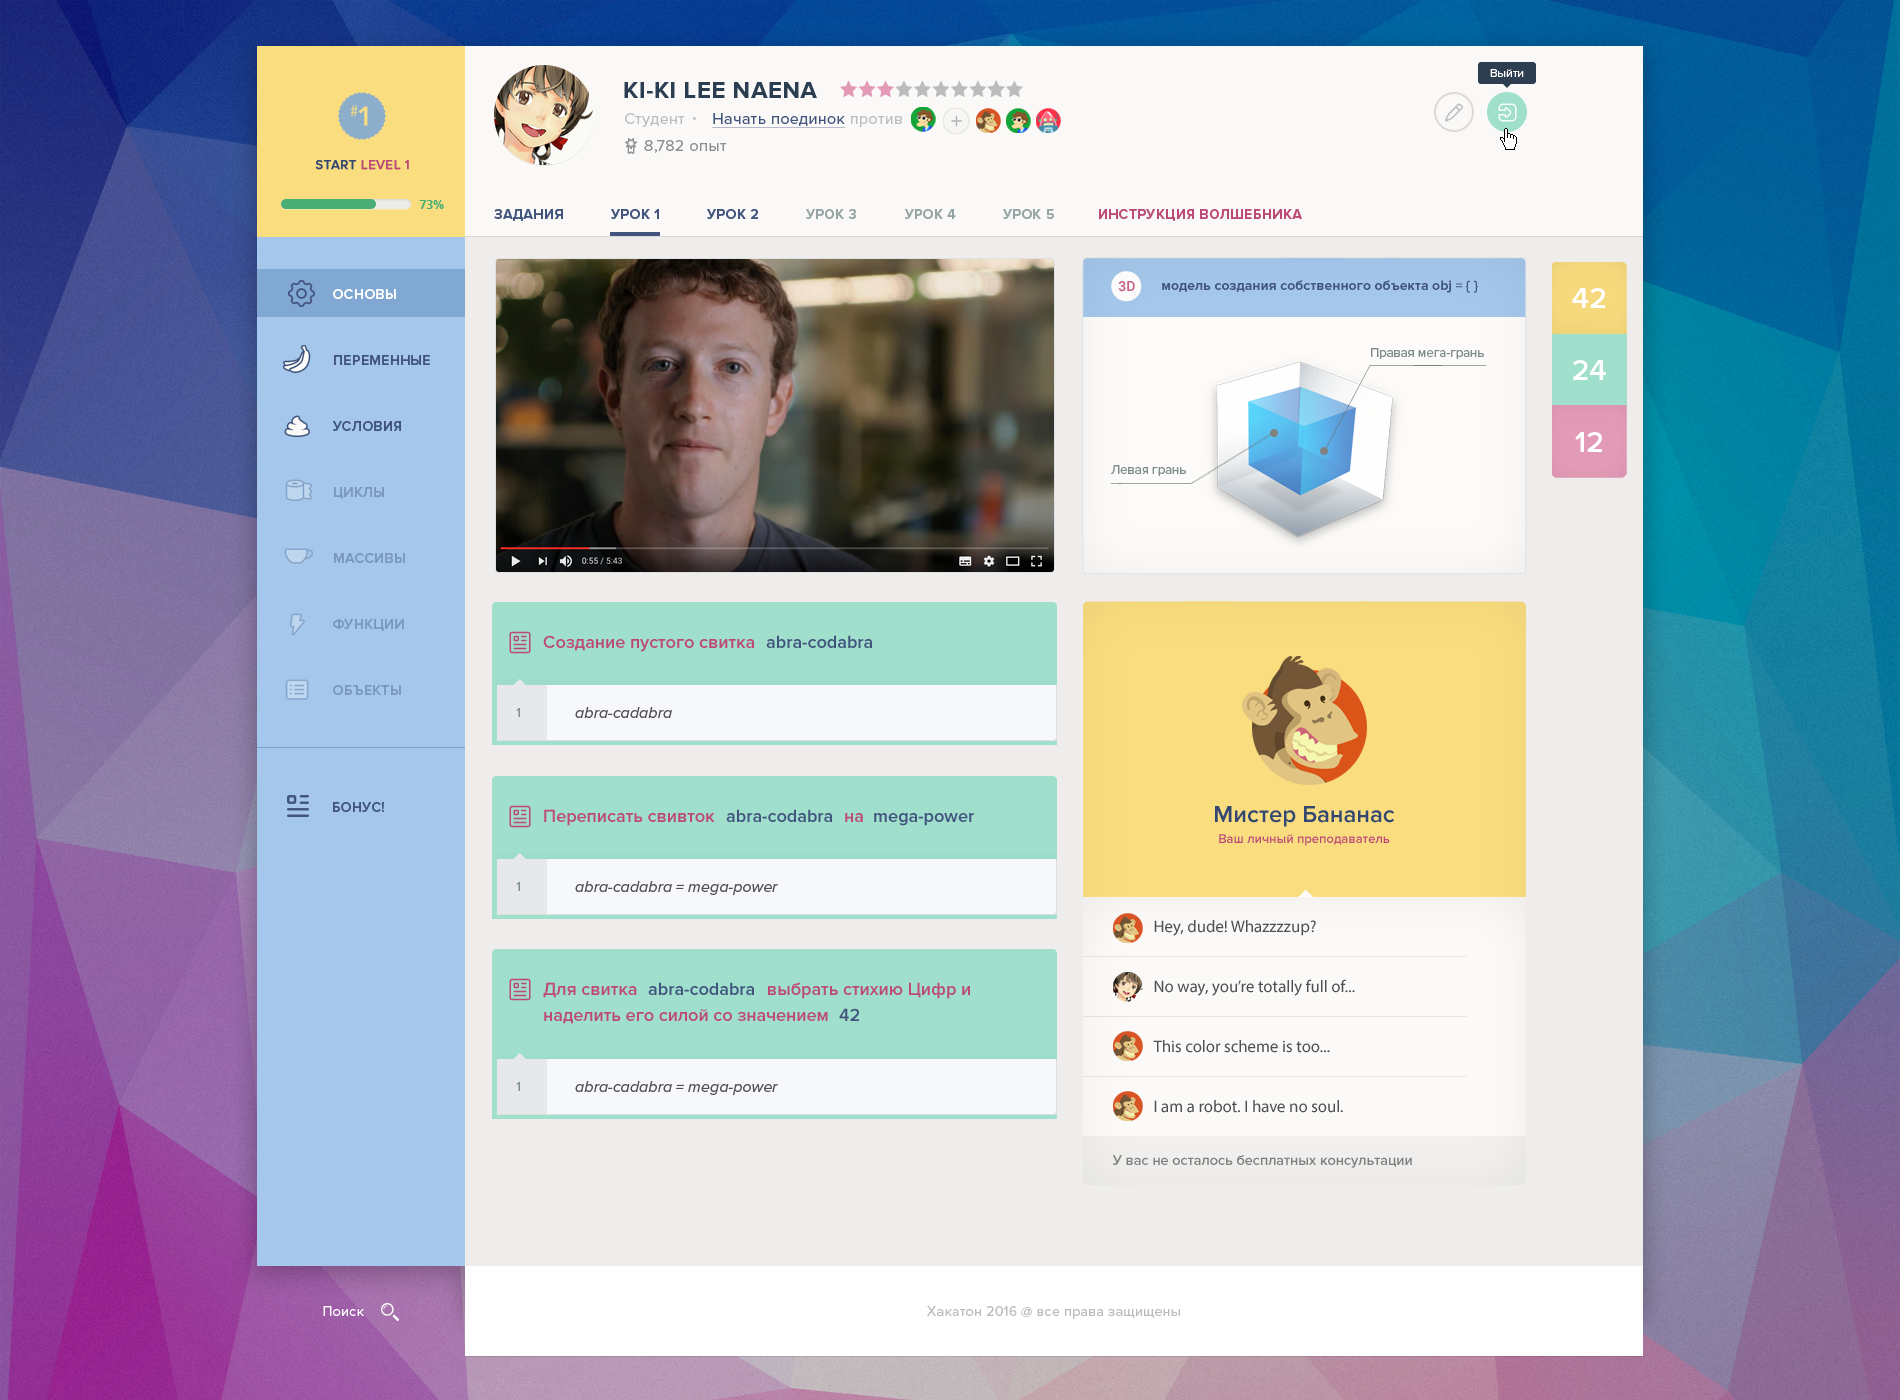 #1
START LEVEL 1
73%
ОСНОВЫ
ПЕРЕМЕННЫЕ
УСЛОВИЯ
ЦИКЛЫ
МАССИВЫ
ФУНКЦИИ
ОБЪЕКТЫ
БОНУС!
Поиск
KI-KI LEE NAENA
Студент • Начать поединок против
8,782 опыт
Выйти
ЗАДАНИЯ УРОК 1 УРОК 2 УРОК 3 УРОК 4 УРОК 5 ИНСТРУКЦИЯ ВОЛШЕБНИКА
0:55 / 5:43
3D модель создания собственного объекта obj = { }
Правая мега-грань
Левая грань
42
24
12
Создание пустого свитка abra-codabra
1 abra-cadabra
Переписать свивток abra-codabra на mega-power
1 abra-cadabra = mega-power
Для свитка abra-codabra выбрать стихию Цифр и
наделить его силой со значением 42
1 abra-cadabra = mega-power
Мистер Бананас
Ваш личный преподаватель
Hey, dude! Whazzzzup?
No way, you’re totally full of...
This color scheme is too...
I am a robot. I have no soul.
У вас не осталось бесплатных консультации
Хакатон 2016 @ все права защищены